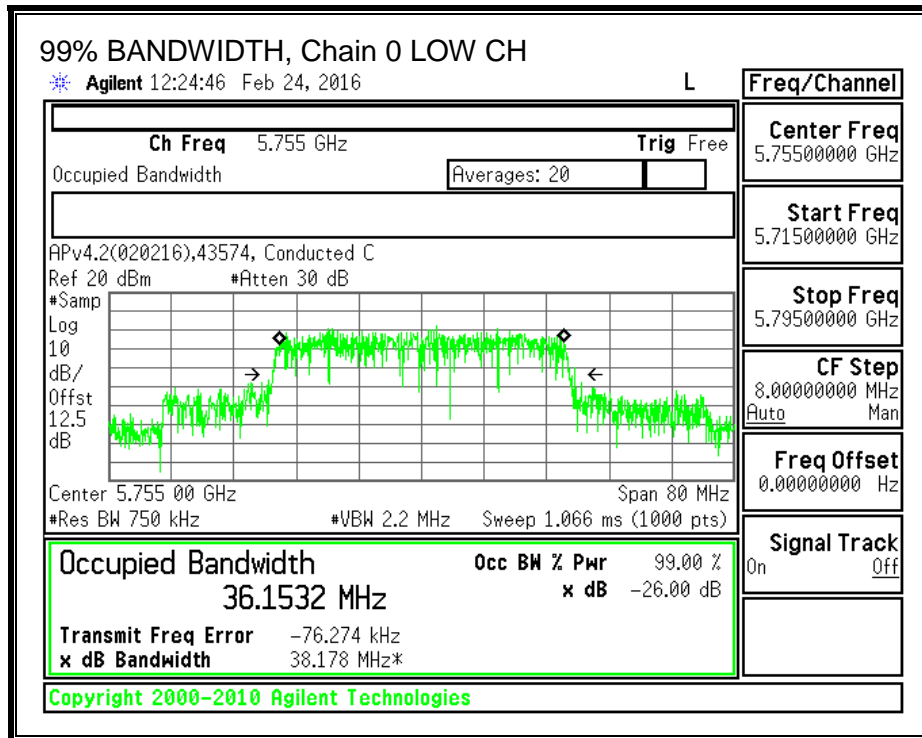 99% BANDWIDTH, Chain 0 LOW CH
Agilent 12:24:46 Feb 24, 2016 L
Freq/Channel
Ch Freq 5.755 GHz Trig Free
Occupied Bandwidth Averages: 20
APv4.2(020216),43574, Conducted C
Ref 20 dBm #Atten 30 dB
#Samp
Log
10
dB/
Offst
12.5
dB
Center 5.755 00 GHz Span 80 MHz
#Res BW 750 kHz #VBW 2.2 MHz Sweep 1.066 ms (1000 pts)
Occupied Bandwidth Occ BW % Pwr 99.00 %
36.1532 MHz x dB -26.00 dB
Transmit Freq Error -76.274 kHz
x dB Bandwidth 38.178 MHz*
Copyright 2000-2010 Agilent Technologies
Center Freq
5.75500000 GHz
Start Freq
5.71500000 GHz
Stop Freq
5.79500000 GHz
CF Step
8.00000000 MHz
Auto Man
Freq Offset
0.00000000 Hz
Signal Track
On Off